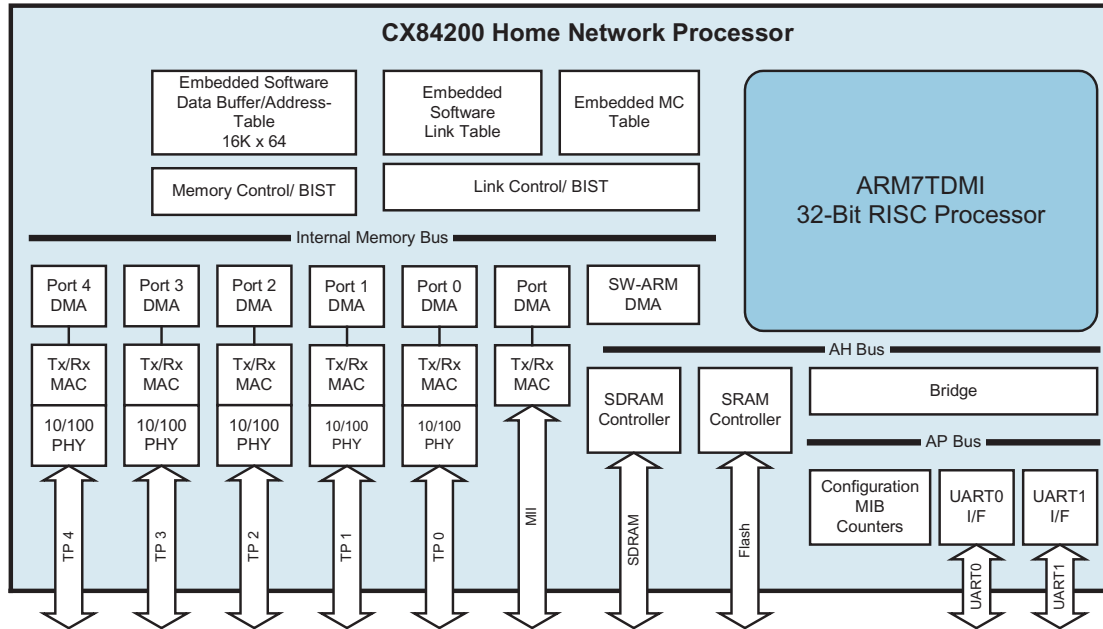 CX84200 Home Network Processor
Embedded Software
Data Buffer/Address-
Table
16K x 64
Embedded
Software
Link Table
Embedded MC
Table
Memory Control/ BIST
Link Control/ BIST
ARM7TDMI
32-Bit RISC Processor
Internal Memory Bus
Port 4
DMA
Port 3
DMA
Port 2
DMA
Port 1
DMA
Port 0
DMA
Port
DMA
SW-ARM
DMA
Tx/Rx
MAC
Tx/Rx
MAC
Tx/Rx
MAC
Tx/Rx
MAC
Tx/Rx
MAC
Tx/Rx
MAC
10/100
PHY
10/100
PHY
10/100
PHY
10/100
PHY
10/100
PHY
AH Bus
SDRAM
Controller
SRAM
Controller
Bridge
AP Bus
Configuration
MIB
Counters
UART0
I/F
UART1
I/F
TP 4
TP 3
TP 2
TP 1
TP 0
MII
SDRAM
Flash
UART0
UART1